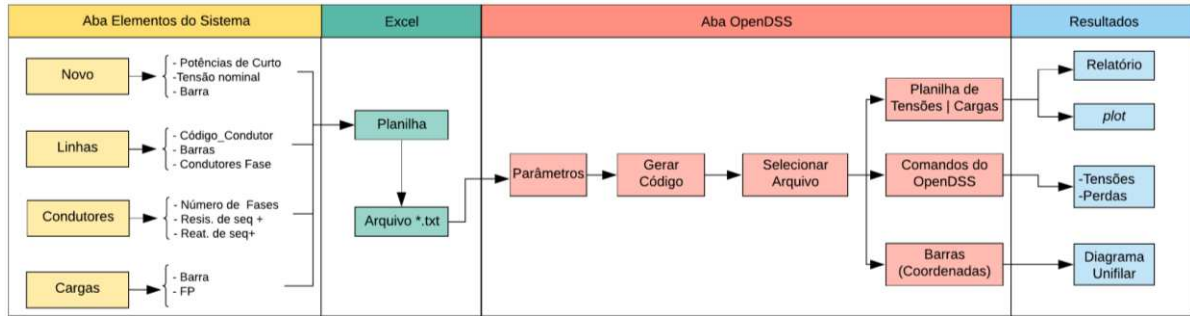 Aba Elementos do Sistema
Excel
Aba OpenDSS
Resultados
Novo
- Potências de Curto
-Tensão nominal
- Barra
Linhas
- Código_Condutor
- Barras
- Condutores Fase
Condutores
- Número de Fases
- Resis. de seq +
- Reat. de seq+
Cargas
- Barra
- FP
Planilha
Arquivo *.txt
Parâmetros
Gerar
Código
Selecionar
Arquivo
Planilha de
Tensões | Cargas
Comandos do
OpenDSS
Barras
(Coordenadas)
Relatório
plot
-Tensões
-Perdas
Diagrama
Unifilar